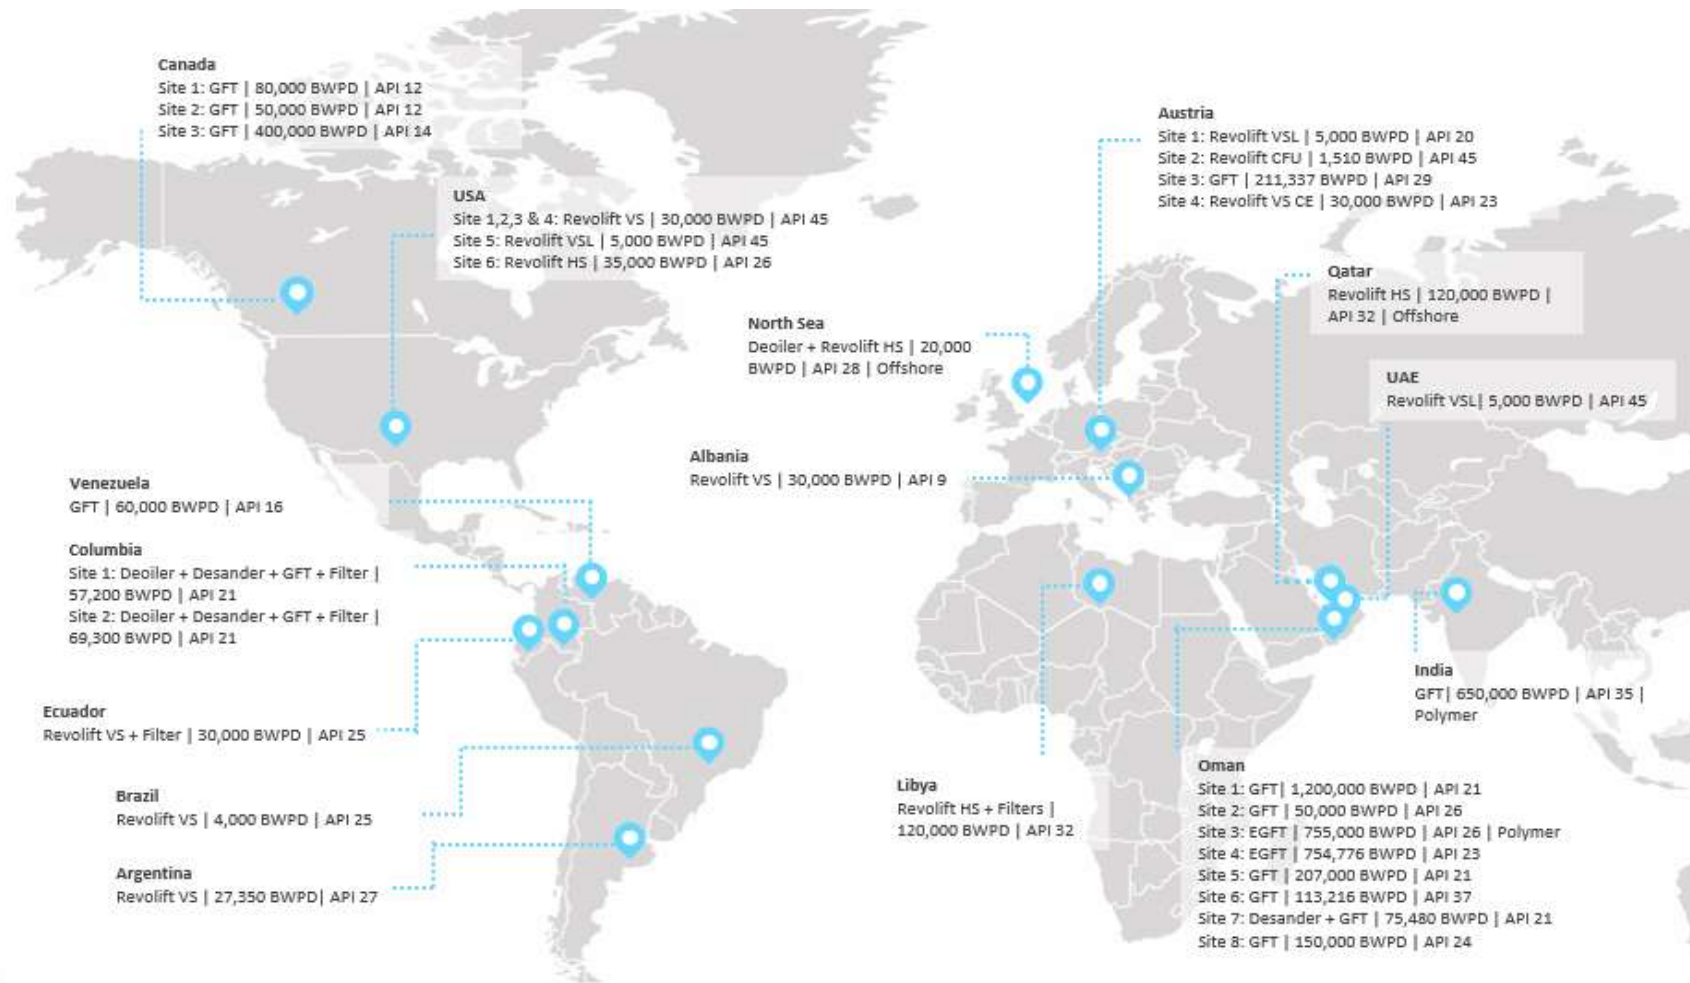 Canada
Site 1: GFT | 80,000 BWPD | API 12
Site 2: GFT | 50,000 BWPD | API 12
Site 3: GFT | 400,000 BWPD | API 14
USA
Site 1,2,3 & 4: Revolift VS | 30,000 BWPD | API 45
Site 5: Revolift VSL | 5,000 BWPD | API 45
Site 6: Revolift HS | 35,000 BWPD | API 26
Austria
Site 1: Revolift VSL | 5,000 BWPD | API 20
Site 2: Revolift CFU | 1,510 BWPD | API 45
Site 3: GFT | 211,337 BWPD | API 29
Site 4: Revolift VS CE | 30,000 BWPD | API 23
Qatar
Revolift HS | 120,000 BWPD |
API 32 | Offshore
North Sea
Deoiler + Revolift HS | 20,000
BWPD | API 28 | Offshore
UAE
Revolift VSL| 5,000 BWPD | API 45
Albania
Revolift VS | 30,000 BWPD | API 9
Venezuela
GFT | 60,000 BWPD | API 16
Columbia
Site 1: Deoiler + Desander + GFT + Filter |
57,200 BWPD | API 21
Site 2: Deoiler + Desander + GFT + Filter |
69,300 BWPD | API 21
Ecuador
Revolift VS + Filter | 30,000 BWPD | API 25
Brazil
Revolift VS | 4,000 BWPD | API 25
Argentina
Revolift VS | 27,350 BWPD| API 27
Libya
Revolift HS + Filters |
120,000 BWPD | API 32
India
GFT| 650,000 BWPD | API 35 |
Polymer
Oman
Site 1: GFT| 1,200,000 BWPD | API 21
Site 2: GFT | 50,000 BWPD | API 26
Site 3: EGFT | 755,000 BWPD | API 26 | Polymer
Site 4: EGFT | 754,776 BWPD | API 23
Site 5: GFT | 207,000 BWPD | API 21
Site 6: GFT | 113,216 BWPD | API 37
Site 7: Desander + GFT | 75,480 BWPD | API 21
Site 8: GFT | 150,000 BWPD | API 24